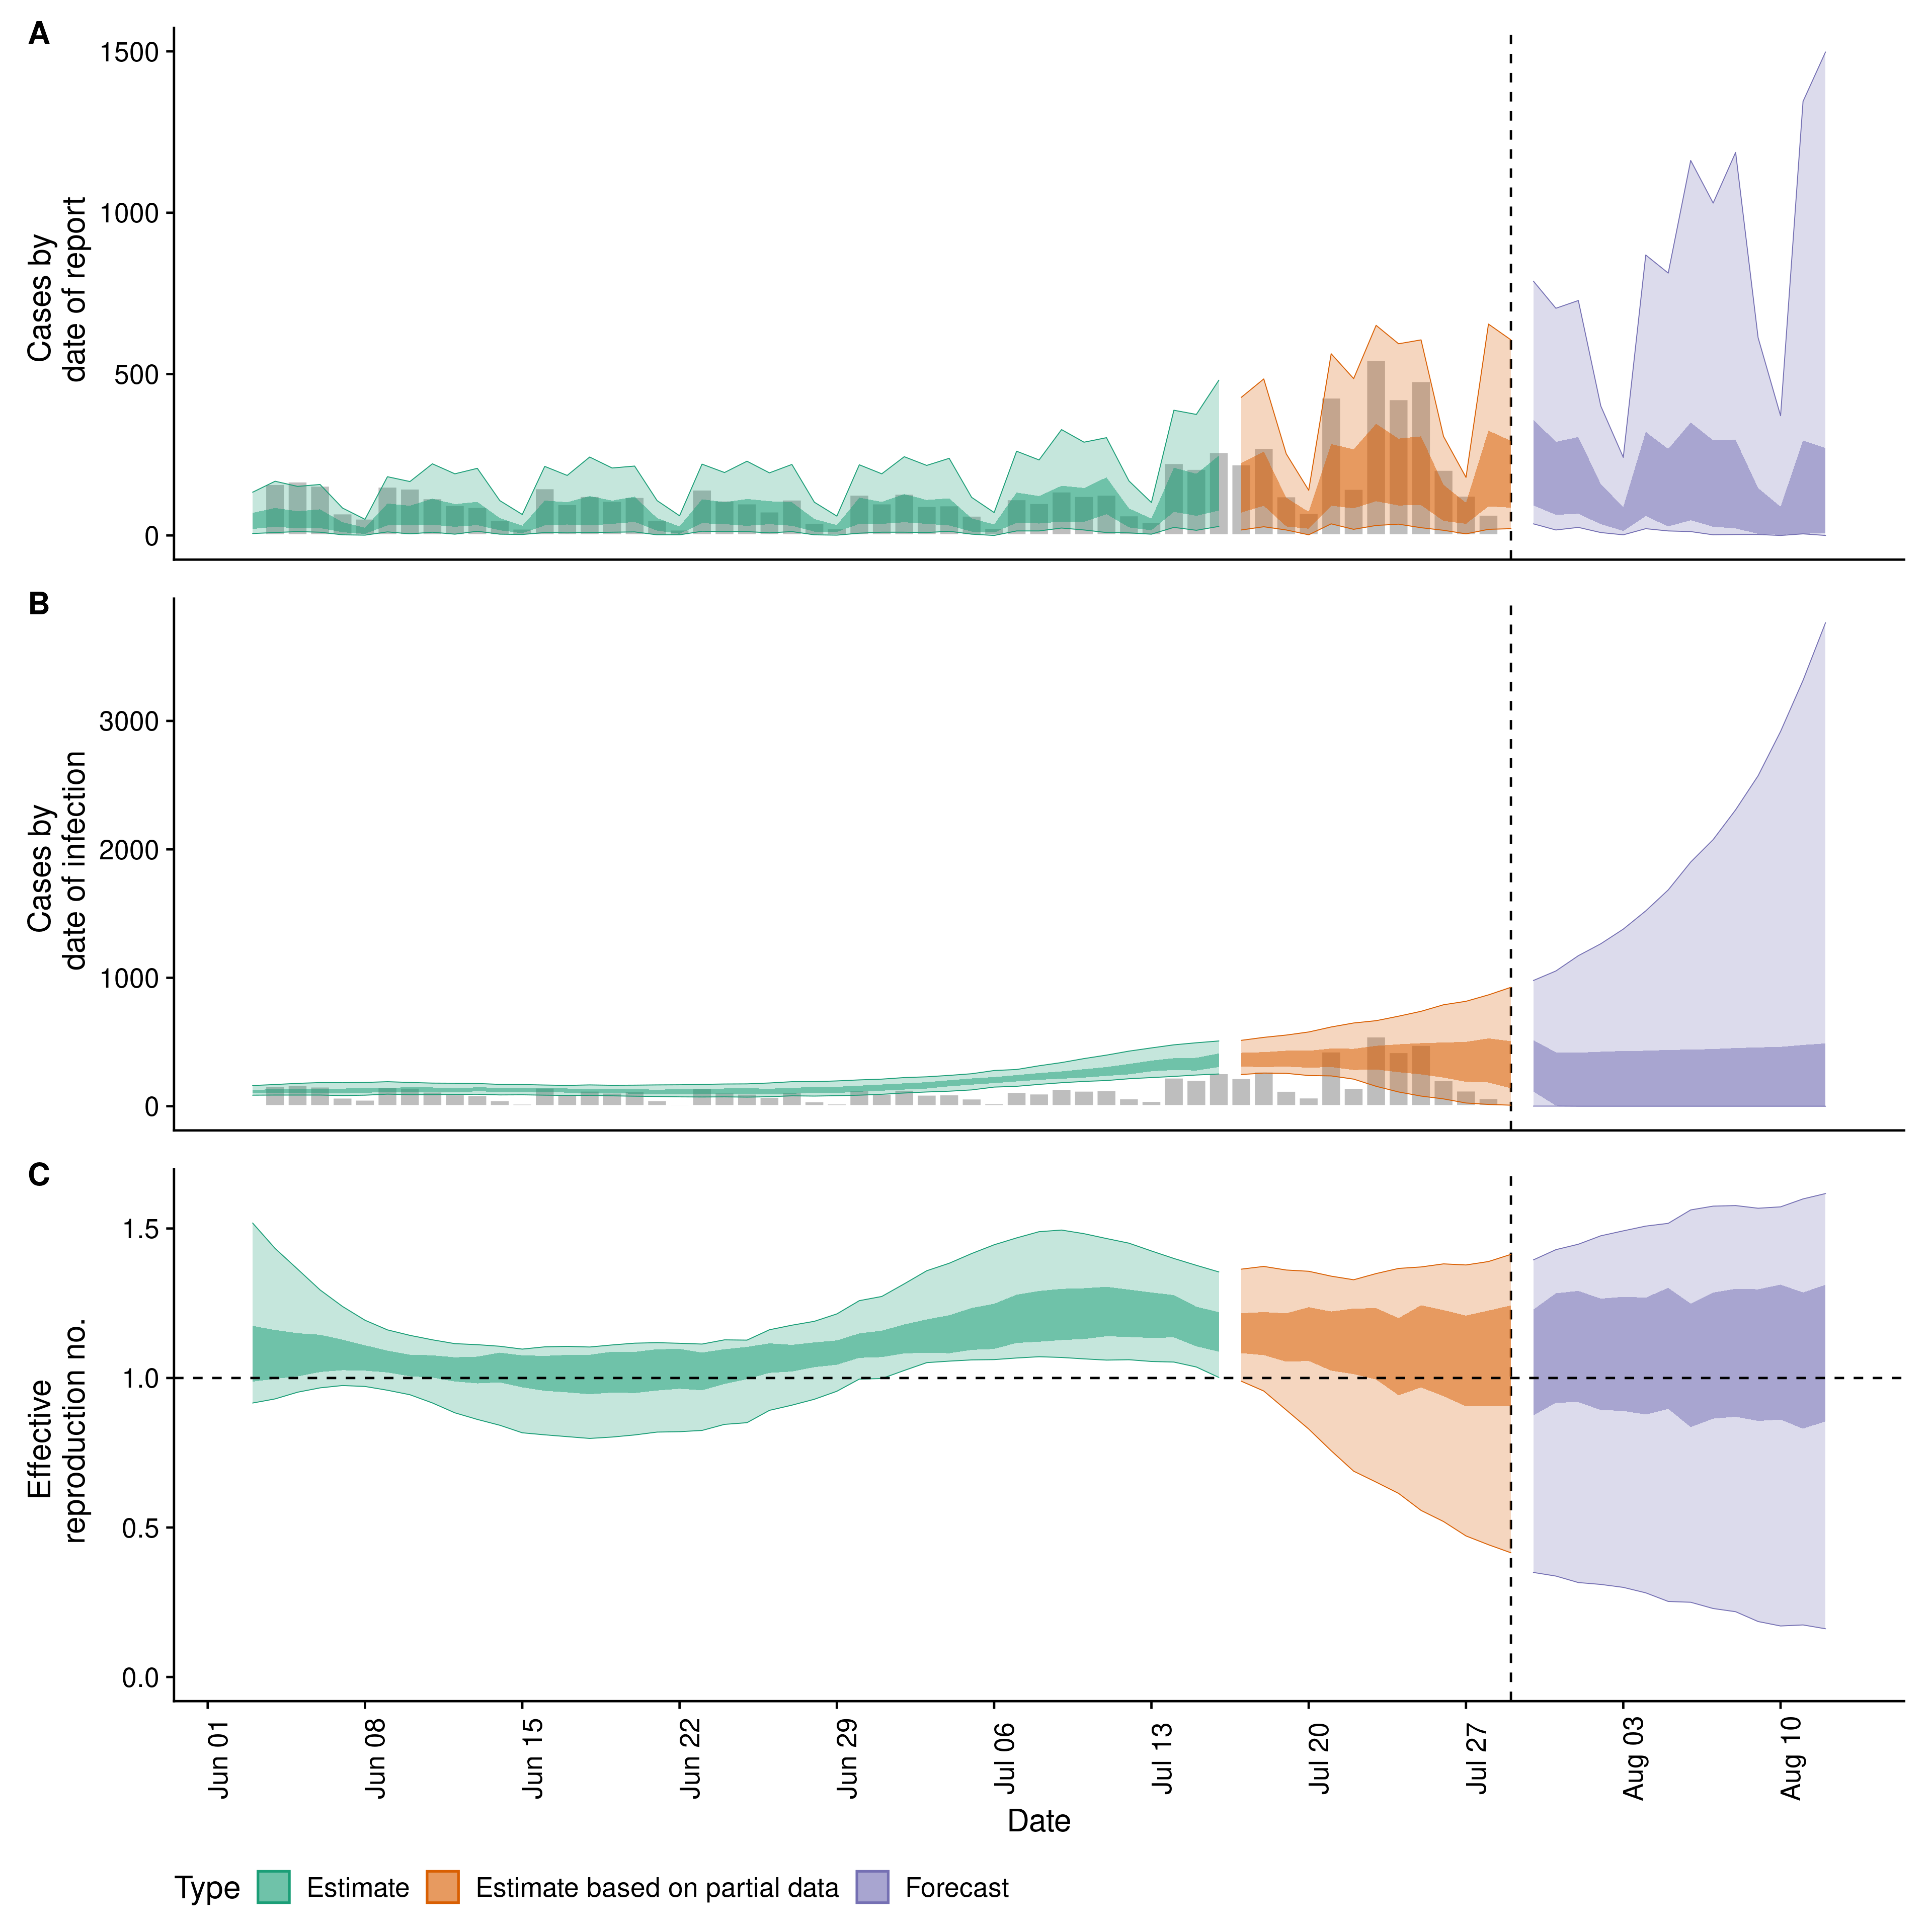 A
1500
1000
500
0
Cases by
date of report
B
3000
2000
1000
0
Cases by
date of infection
C
1.5
1.0
0.5
0.0
Effective
reproduction no.
Jun 01
Jun 08
Jun 15
Jun 22
Jun 29
Jul 06
Jul 13
Jul 20
Jul 27
Aug 03
Aug 10
Date
Type Estimate Estimate based on partial data Forecast